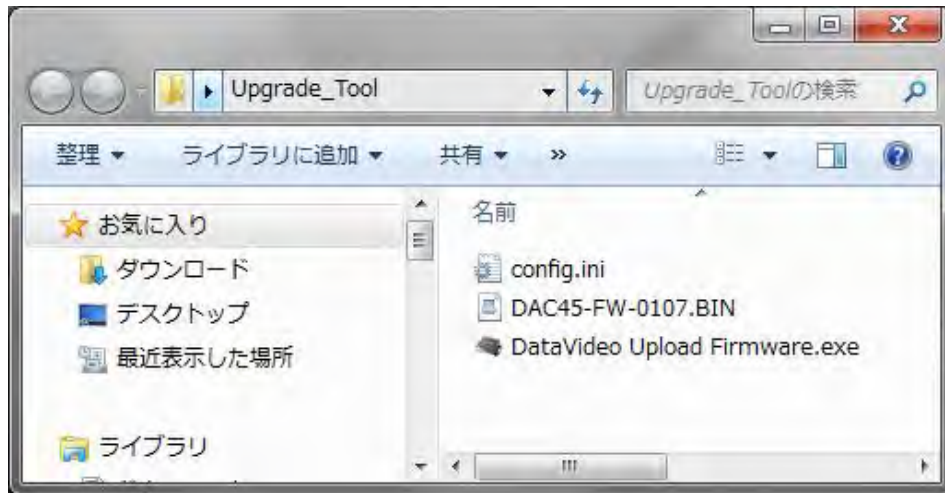 Upgrade_Tool
Upgrade_Toolの検索
整理
ライブラリに追加
共有
»
お気に入り
ダウンロード
デスクトップ
最近表示した場所
ライブラリ
名前
config.ini
DAC45-FW-0107.BIN
DataVideo Upload Firmware.exe